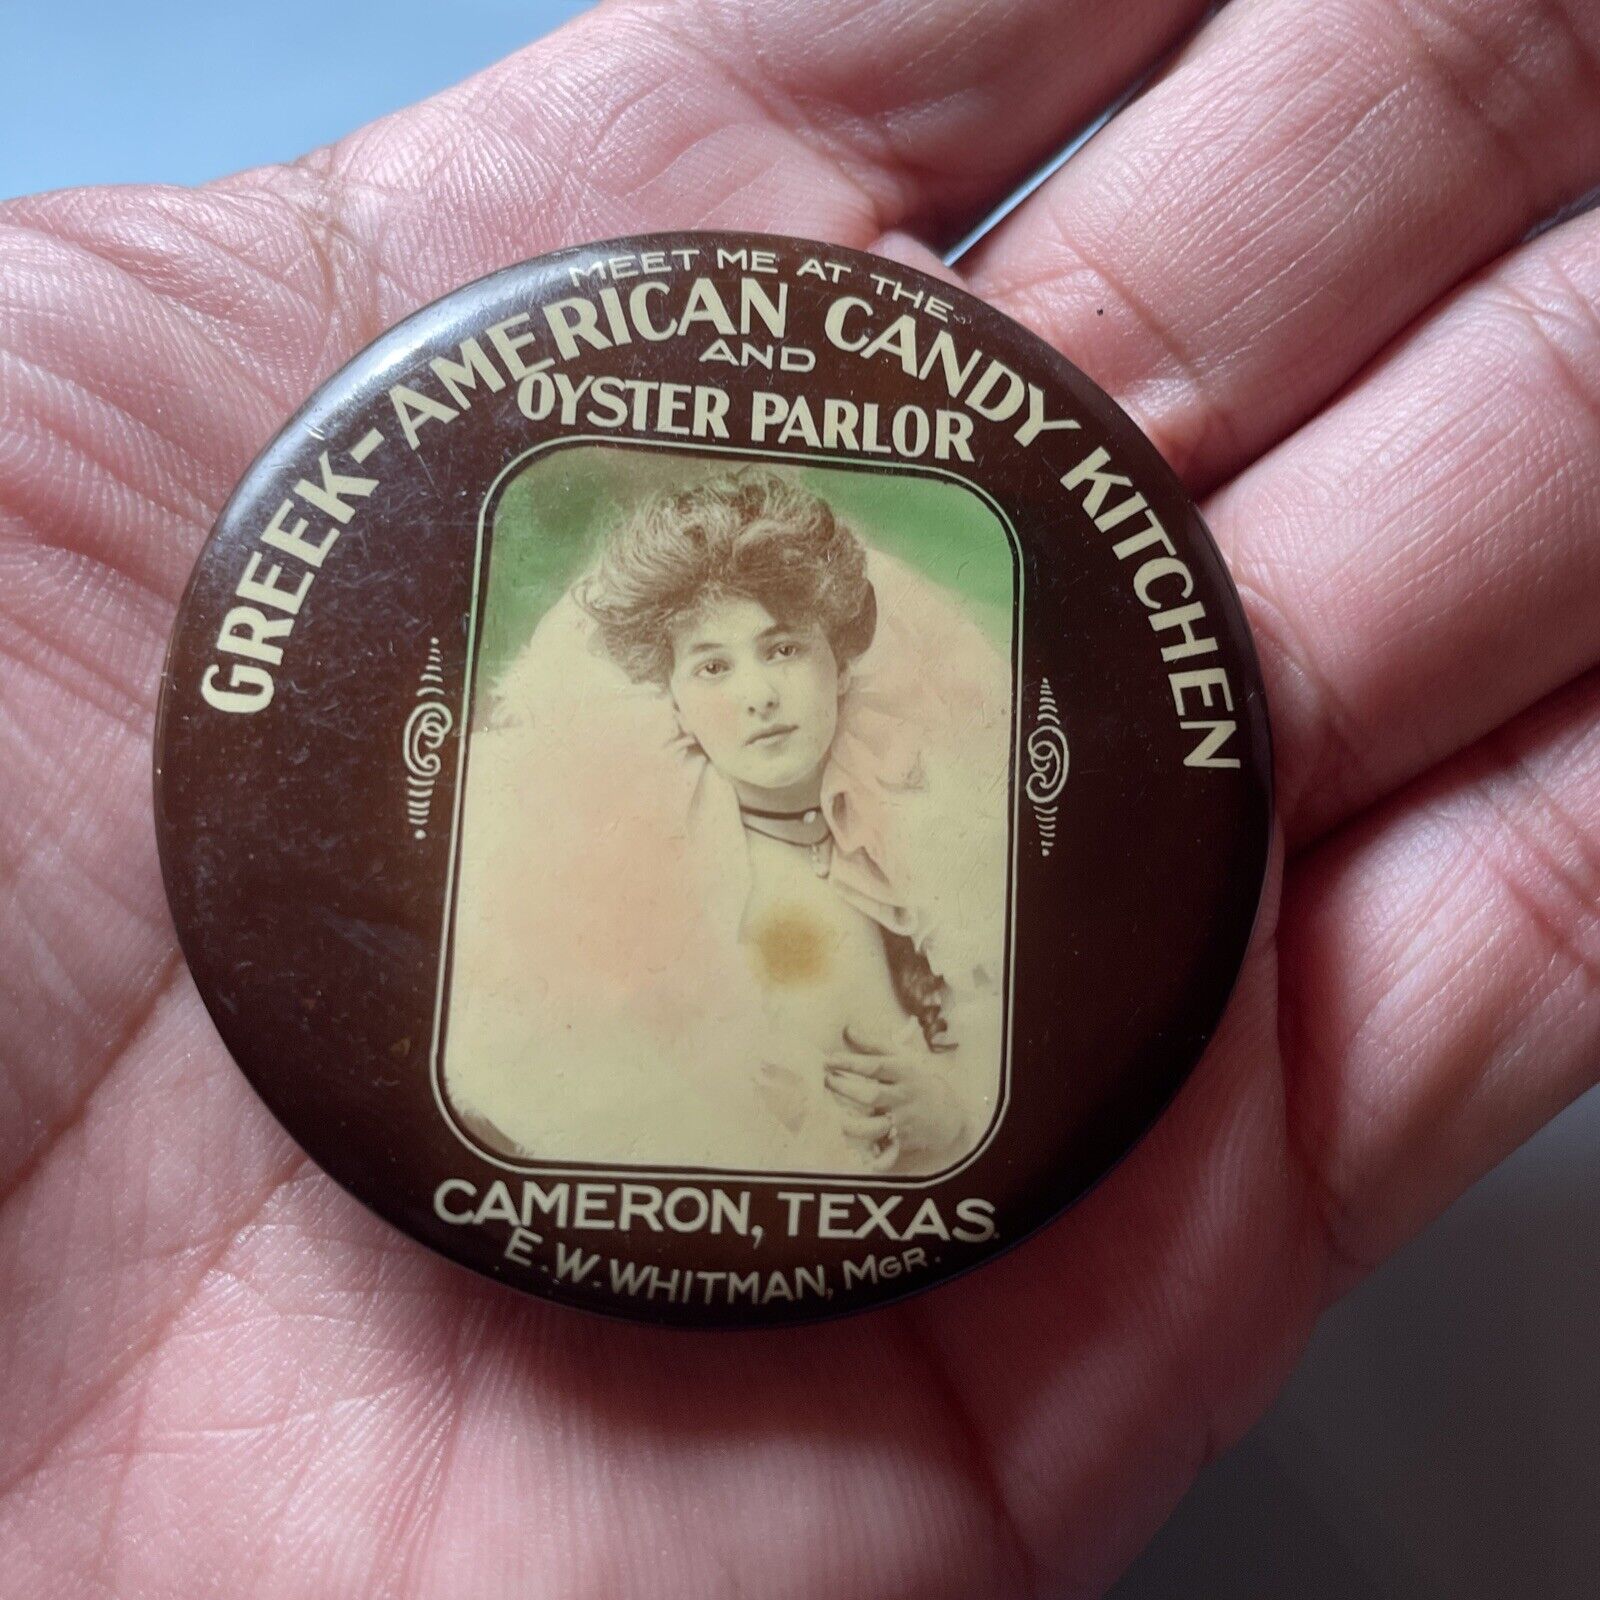 MEET ME AT THE
GREEK-AMERICAN CANDY KITCHEN
AND
OYSTER PARLOR
CAMERON, TEXAS.
E. W. WHITMAN, MGR.